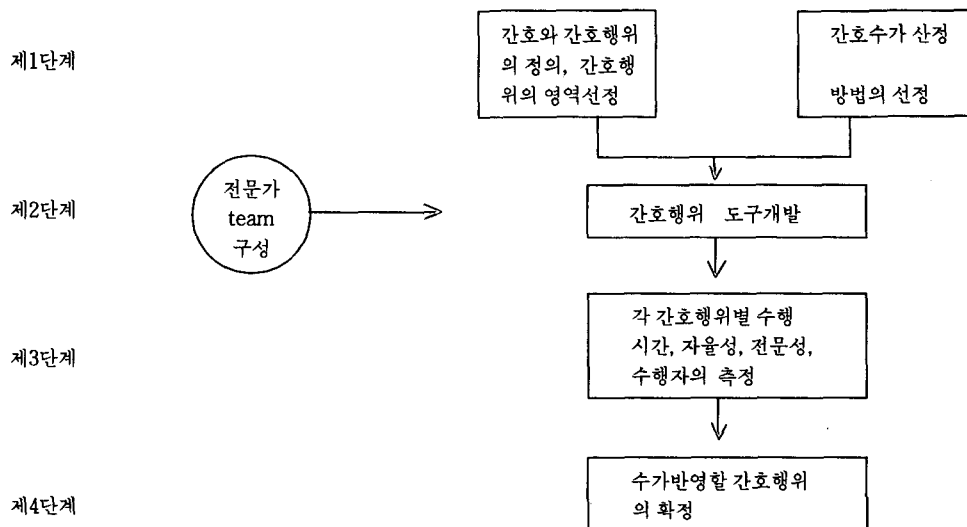 제1단계
간호와 간호행위
의 정의, 간호행
위의 영역선정
간호수가 산정
방법의 선정
제2단계
전문가
team
구성
간호행위 도구개발
제3단계
각 간호행위별 수행
시간, 자율성, 전문성,
수행자의 측정
제4단계
수가반영할 간호행위
의 확정